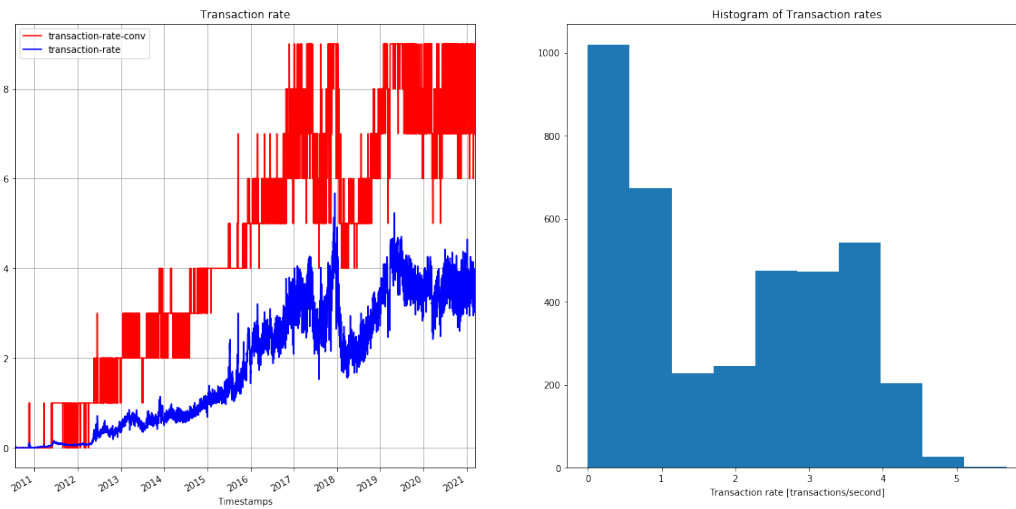 Transaction rate
transaction-rate-conv
transaction-rate
8
6
4
2
0
2011 2012 2013 2014 2015 2016 2017 2018 2019 2020 2021
Timestamps
Histogram of Transaction rates
1000
800
600
400
200
0
0 1 2 3 4 5
Transaction rate [transactions/second]